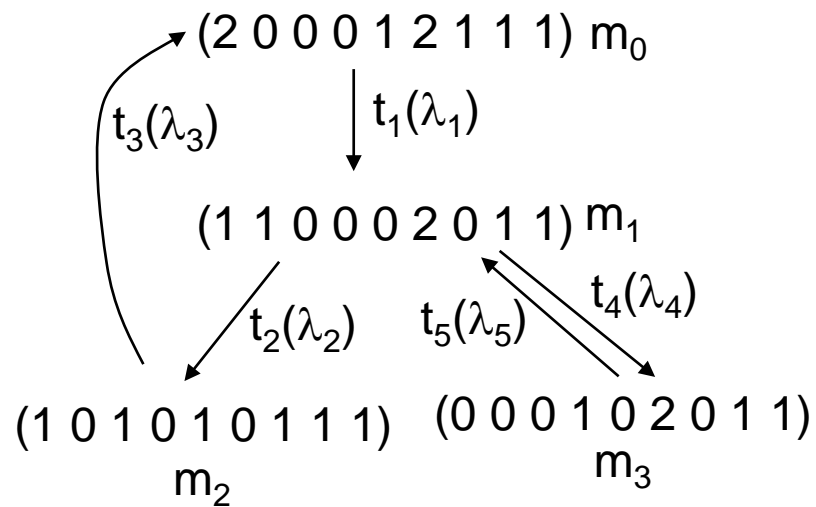 (2 0 0 0 1 2 1 1 1) m₀
t₃(λ₃)
t₁(λ₁)
(1 1 0 0 0 2 0 1 1) m₁
t₂(λ₂)
t₅(λ₅)
t₄(λ₄)
(1 0 1 0 1 0 1 1 1)
(0 0 0 1 0 2 0 1 1)
m₂
m₃